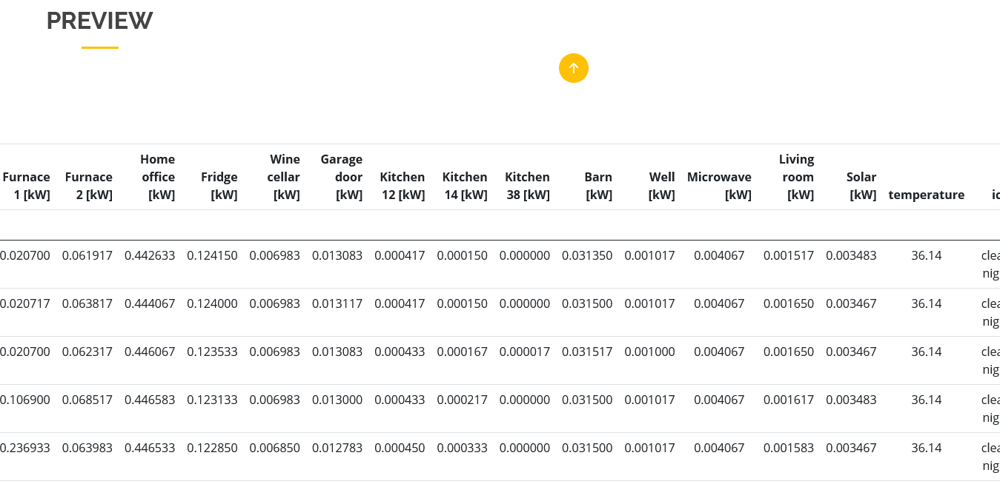 PREVIEW
Home Wine Garage Living
Furnace Furnace office Fridge cellar door Kitchen Kitchen Kitchen Barn Well Microwave room Solar
1 [kW] 2 [kW] [kW] [kW] [kW] [kW] 12 [kW] 14 [kW] 38 [kW] [kW] [kW] [kW] [kW] [kW] temperature ic
0.020700 0.061917 0.442633 0.124150 0.006983 0.013083 0.000417 0.000150 0.000000 0.031350 0.001017 0.004067 0.001517 0.003483 36.14 clea
nig
0.020717 0.063817 0.444067 0.124000 0.006983 0.013117 0.000417 0.000150 0.000000 0.031500 0.001017 0.004067 0.001650 0.003467 36.14 clea
nig
0.020700 0.062317 0.446067 0.123533 0.006983 0.013083 0.000433 0.000167 0.000017 0.031517 0.001000 0.004067 0.001650 0.003467 36.14 clea
nig
0.106900 0.068517 0.446583 0.123133 0.006983 0.013000 0.000433 0.000217 0.000000 0.031500 0.001017 0.004067 0.001617 0.003483 36.14 clea
nig
0.236933 0.063983 0.446533 0.122850 0.006850 0.012783 0.000450 0.000333 0.000000 0.031500 0.001017 0.004067 0.001583 0.003467 36.14 clea
nig